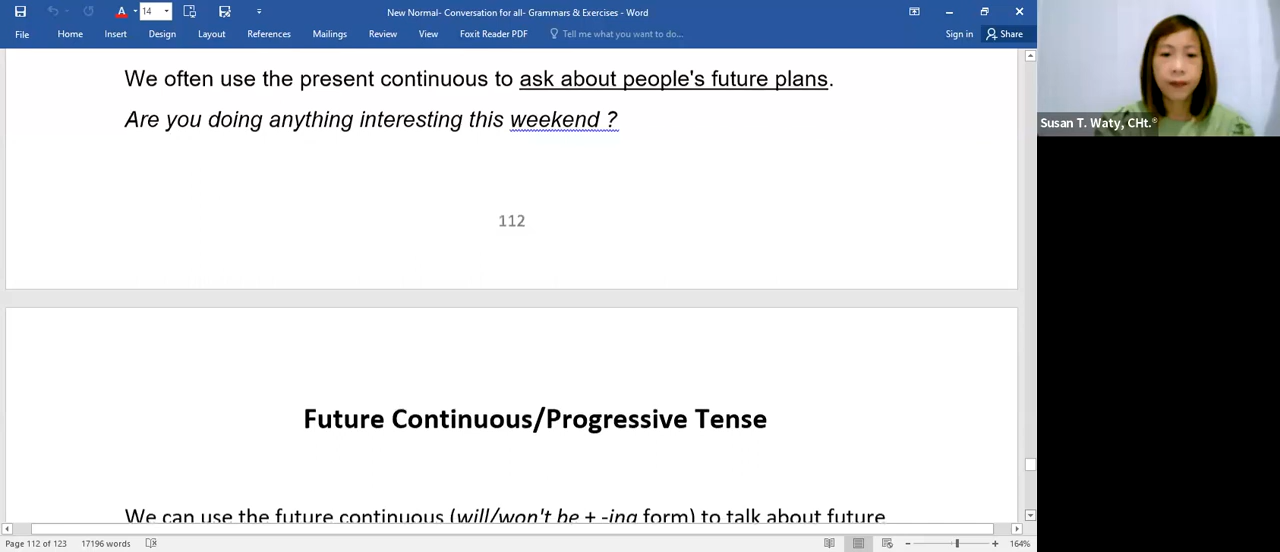 14
New Normal- Conversation for all- Grammars & Exercises - Word
File Home Insert Design Layout References Mailings Review View Foxit Reader PDF Tell me what you want to do... Sign in Share
We often use the present continuous to ask about people's future plans.
Are you doing anything interesting this weekend ?
112
Future Continuous/Progressive Tense
We can use the future continuous (will/won't be + -ing form) to talk about future
Page 112 of 123 17196 words 164%
Susan T. Waty, CHt.®